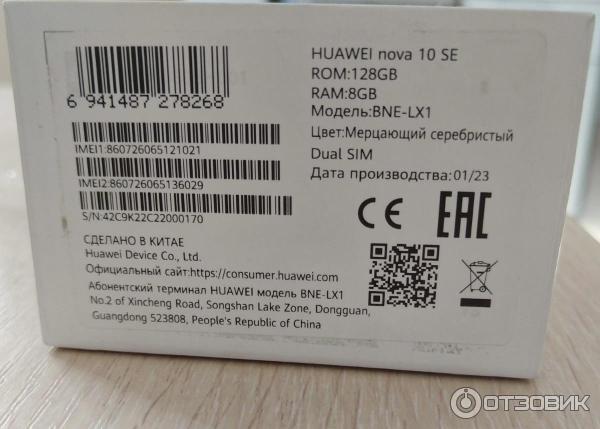 HUAWEI nova 10 SE
ROM:128GB
RAM:8GB
Модель:BNE-LX1
Цвет:Мерцающий серебристый
Dual SIM
Дата производства:01/23
6 941487 278268
IMEI1:860726065121021
IMEI2:860726065136029
S/N:42C9K22C22000170
CE EAC
СДЕЛАНО В КИТАЕ
Huawei Device Co., Ltd.
Официальный сайт:https://consumer.huawei.com
Абонентский терминал HUAWEI модель BNE-LX1
No.2 of Xincheng Road, Songshan Lake Zone, Dongguan,
Guangdong 523808, People's Republic of China
ОТЗОВИК